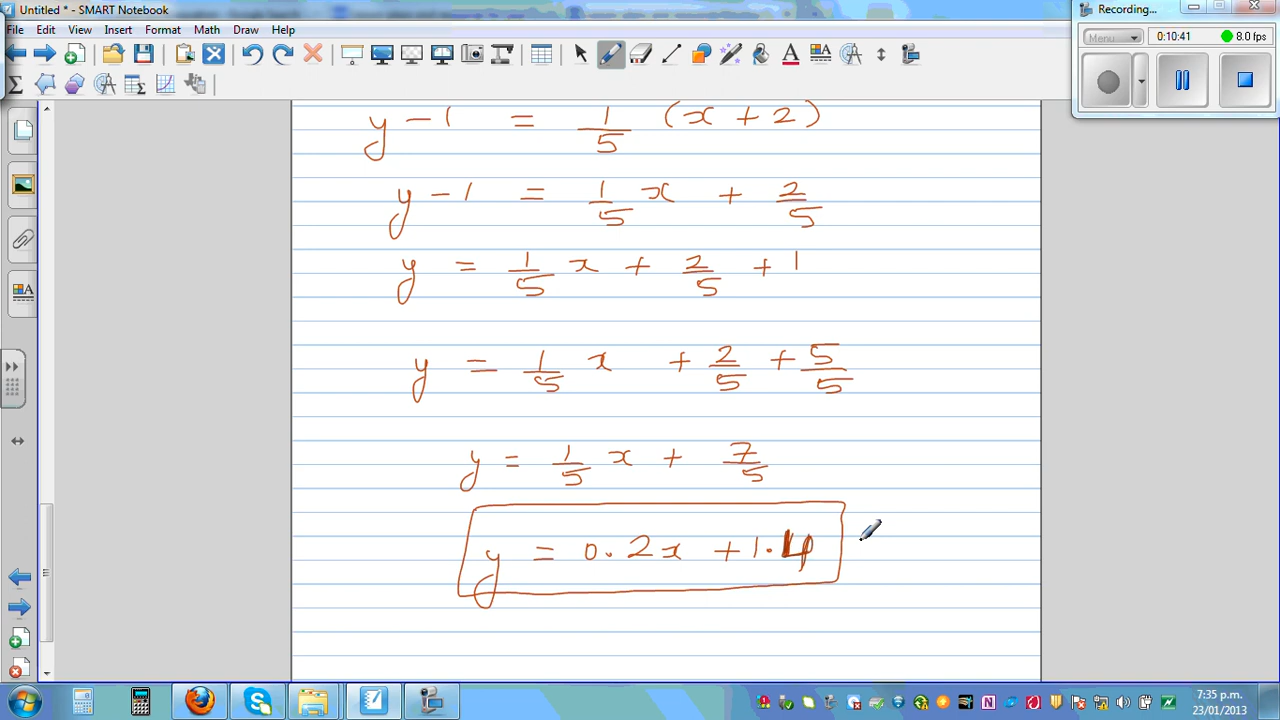 Untitled * - SMART Notebook
Recording...
File Edit View Insert Format Math Draw Help
Menu 0:10:41 8.0 fps
y - 1 = 1/5 (x + 2)
y - 1 = 1/5 x + 2/5
y = 1/5 x + 2/5 + 1
y = 1/5 x + 2/5 + 5/5
y = 1/5 x + 7/5
y = 0.2x + 1.4
7:35 p.m.
23/01/2013